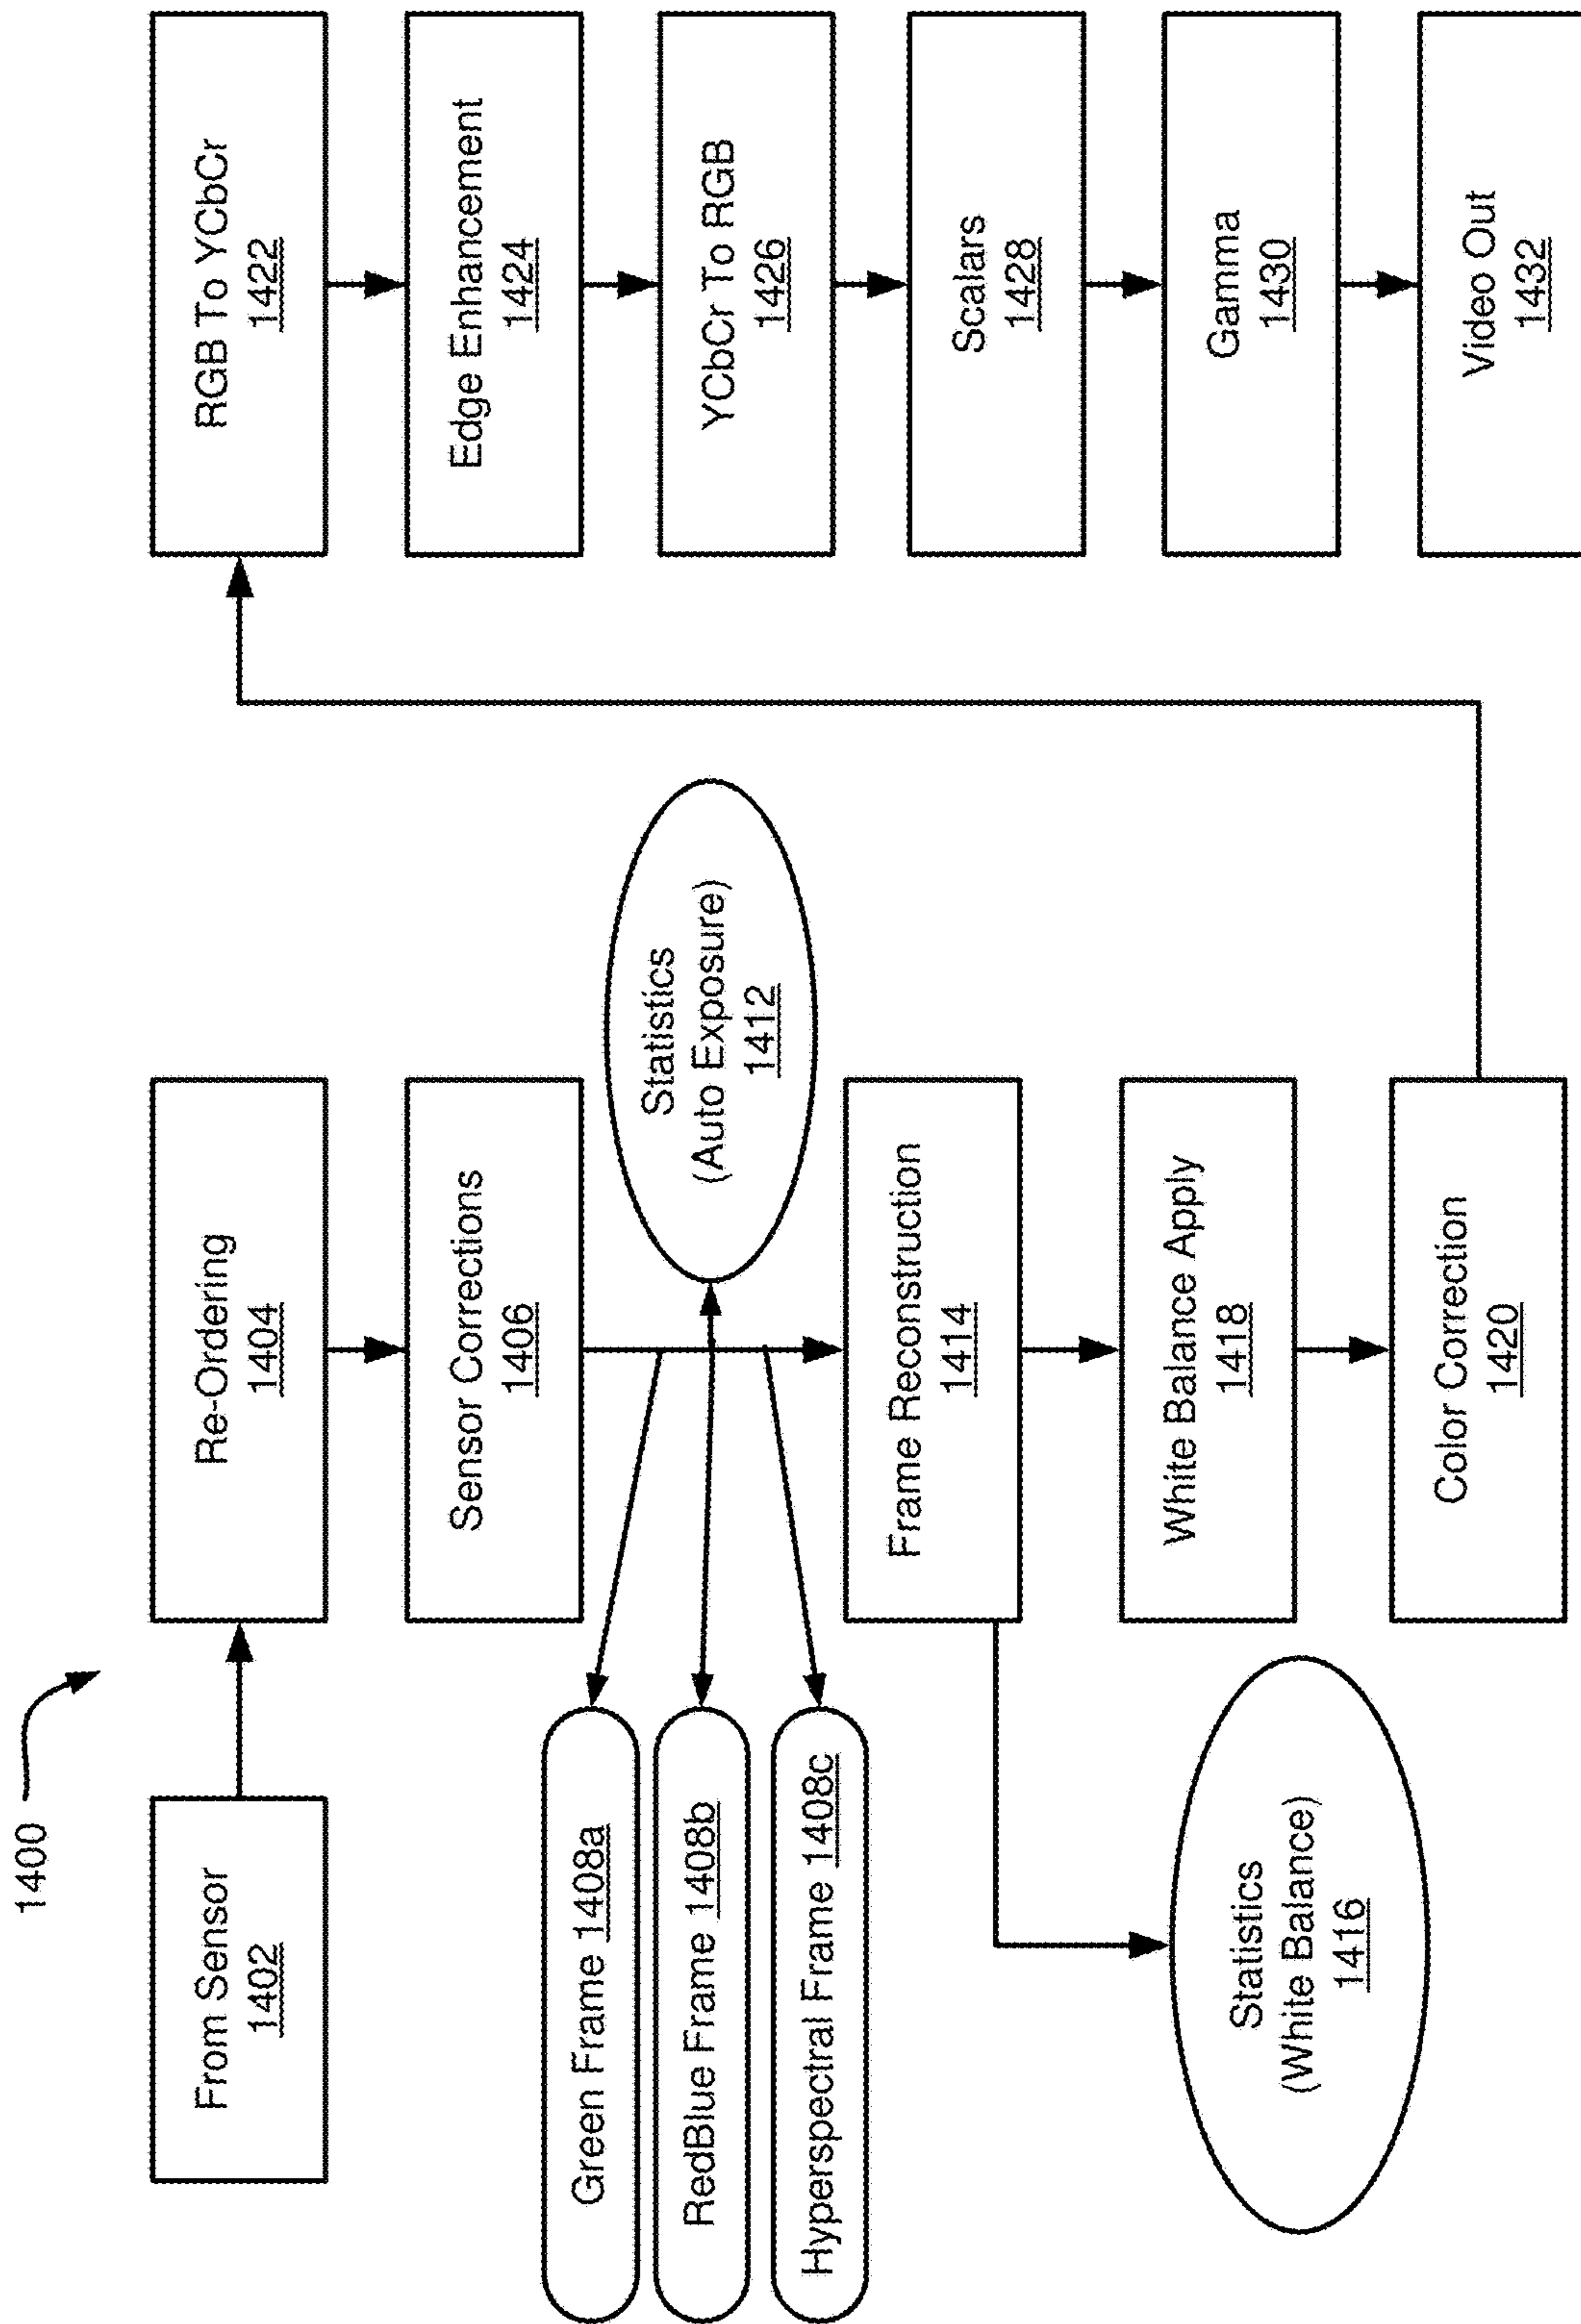 1400
From Sensor
1402
Re-Ordering
1404
Sensor Corrections
1406
Green Frame 1408a
RedBlue Frame 1408b
Hyperspectral Frame 1408c
Statistics
(Auto Exposure)
1412
Frame Reconstruction
1414
Statistics
(White Balance)
1416
White Balance Apply
1418
Color Correction
1420
RGB To YCbCr
1422
Edge Enhancement
1424
YCbCr To RGB
1426
Scalars
1428
Gamma
1430
Video Out
1432